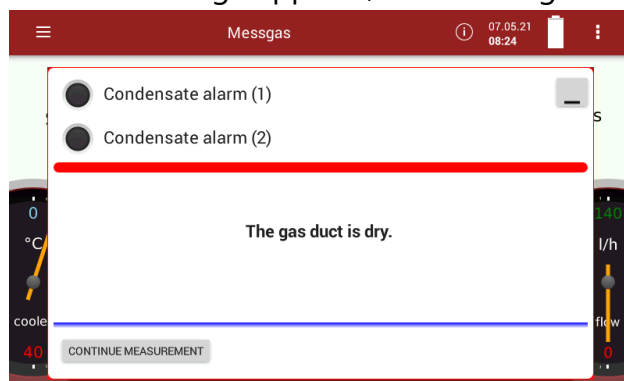 Messgas
07.05.21
08:24
Condensate alarm (1)
Condensate alarm (2)
s
0
140
°C
The gas duct is dry.
l/h
coole
flow
40
CONTINUE MEASUREMENT
0